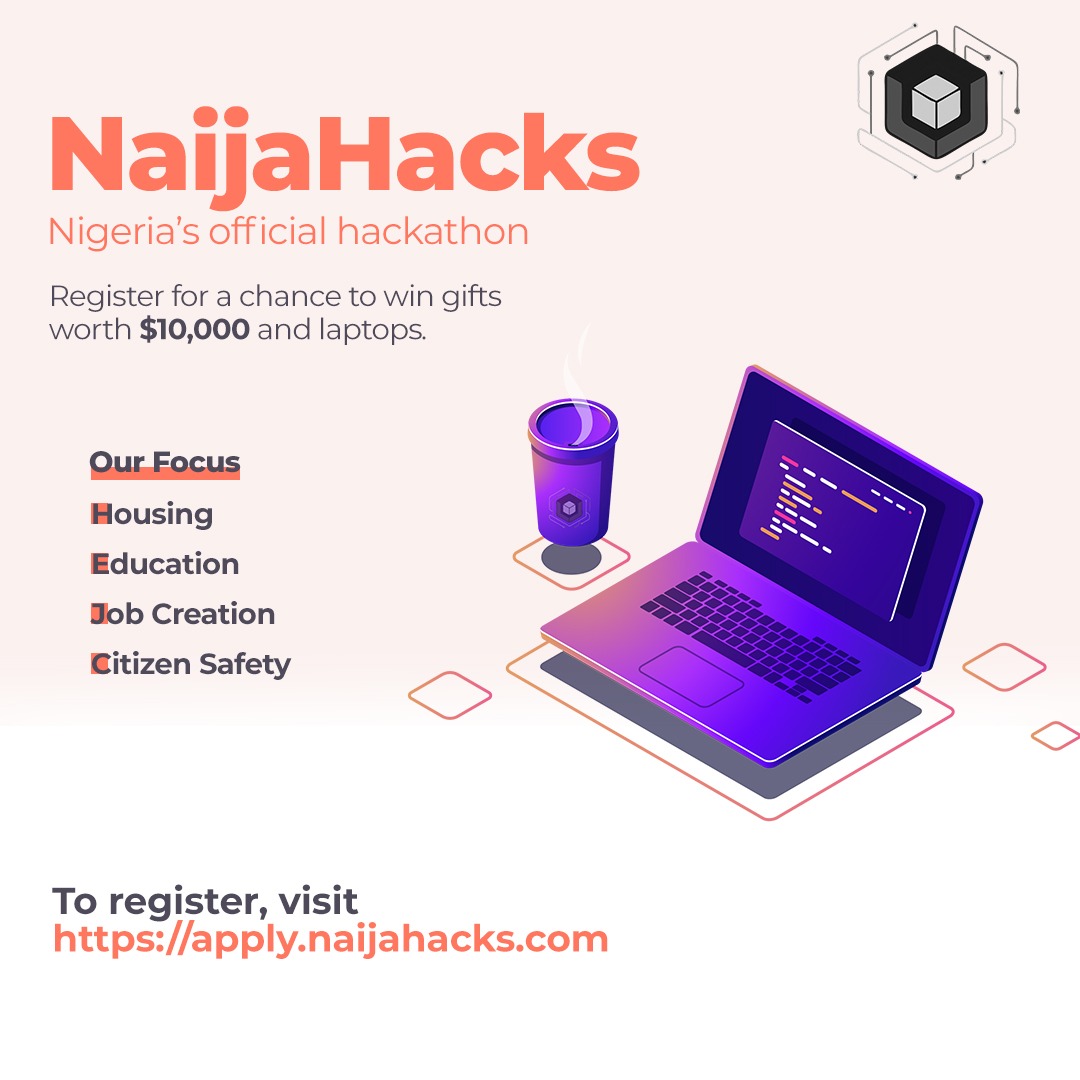 NaijaHacks
Nigeria's official hackathon
Register for a chance to win gifts
worth $10,000 and laptops.
Our Focus
Housing
Education
Job Creation
Citizen Safety
To register, visit
https://apply.naijahacks.com